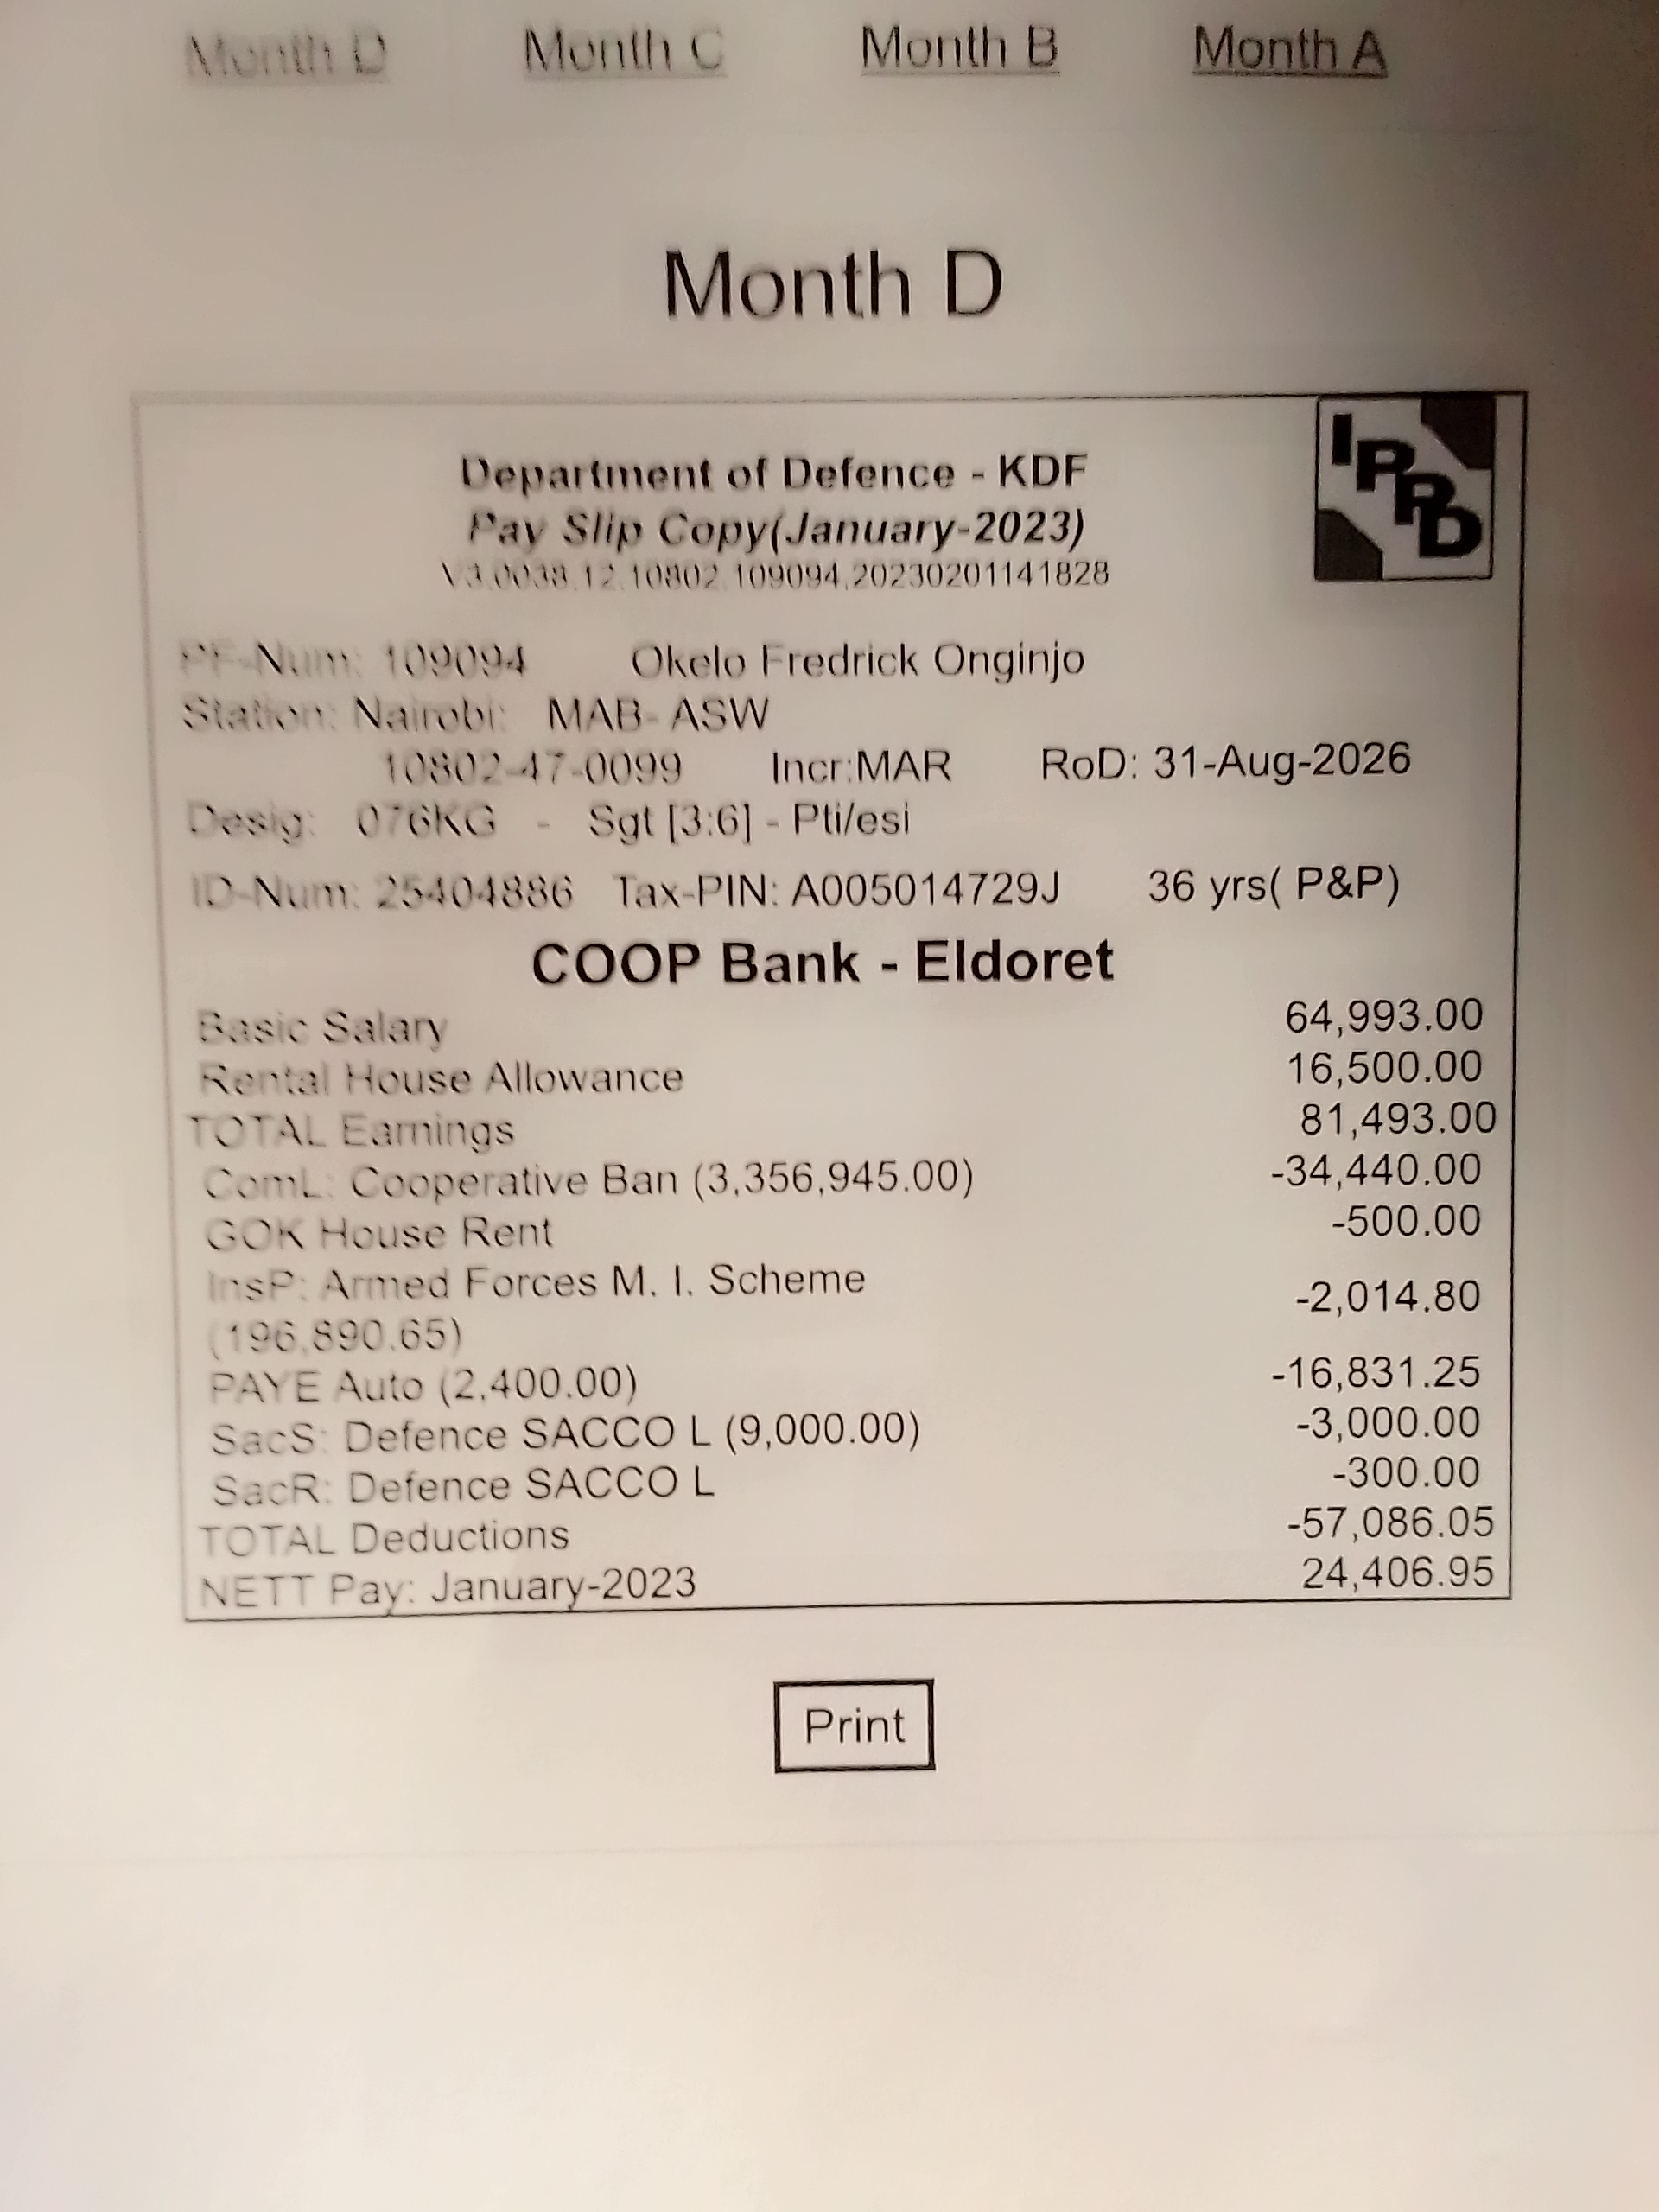 Month D Month C Month B Month A
Month D
IPPD
Department of Defence - KDF
Pay Slip Copy(January-2023)
V3.0038.12.10802.109094.20230201141828
PF-Num: 109094 Okelo Fredrick Onginjo
Station: Nairobi: MAB- ASW
10802-47-0099 Incr:MAR RoD: 31-Aug-2026
Desig: 076KG - Sgt [3:6] - Pti/esi
ID-Num: 25404886 Tax-PIN: A005014729J 36 yrs( P&P)
COOP Bank - Eldoret
Basic Salary 64,993.00
Rental House Allowance 16,500.00
TOTAL Earnings 81,493.00
ComL: Cooperative Ban (3,356,945.00) -34,440.00
GOK House Rent -500.00
InsP: Armed Forces M. I. Scheme
(196,890.65) -2,014.80
PAYE Auto (2,400.00) -16,831.25
SacS: Defence SACCO L (9,000.00) -3,000.00
SacR: Defence SACCO L -300.00
TOTAL Deductions -57,086.05
NETT Pay: January-2023 24,406.95
Print